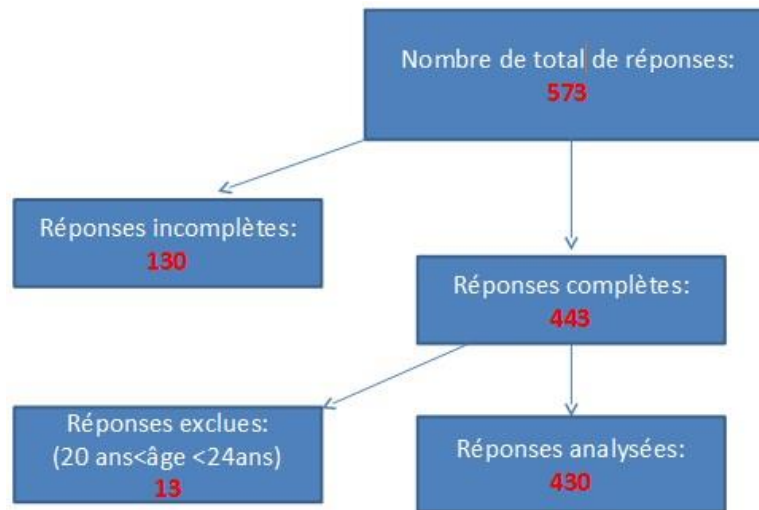 Nombre de total de réponses:
573
Réponses incomplètes:
130
Réponses complètes:
443
Réponses exclues:
(20 ans<âge <24ans)
13
Réponses analysées:
430